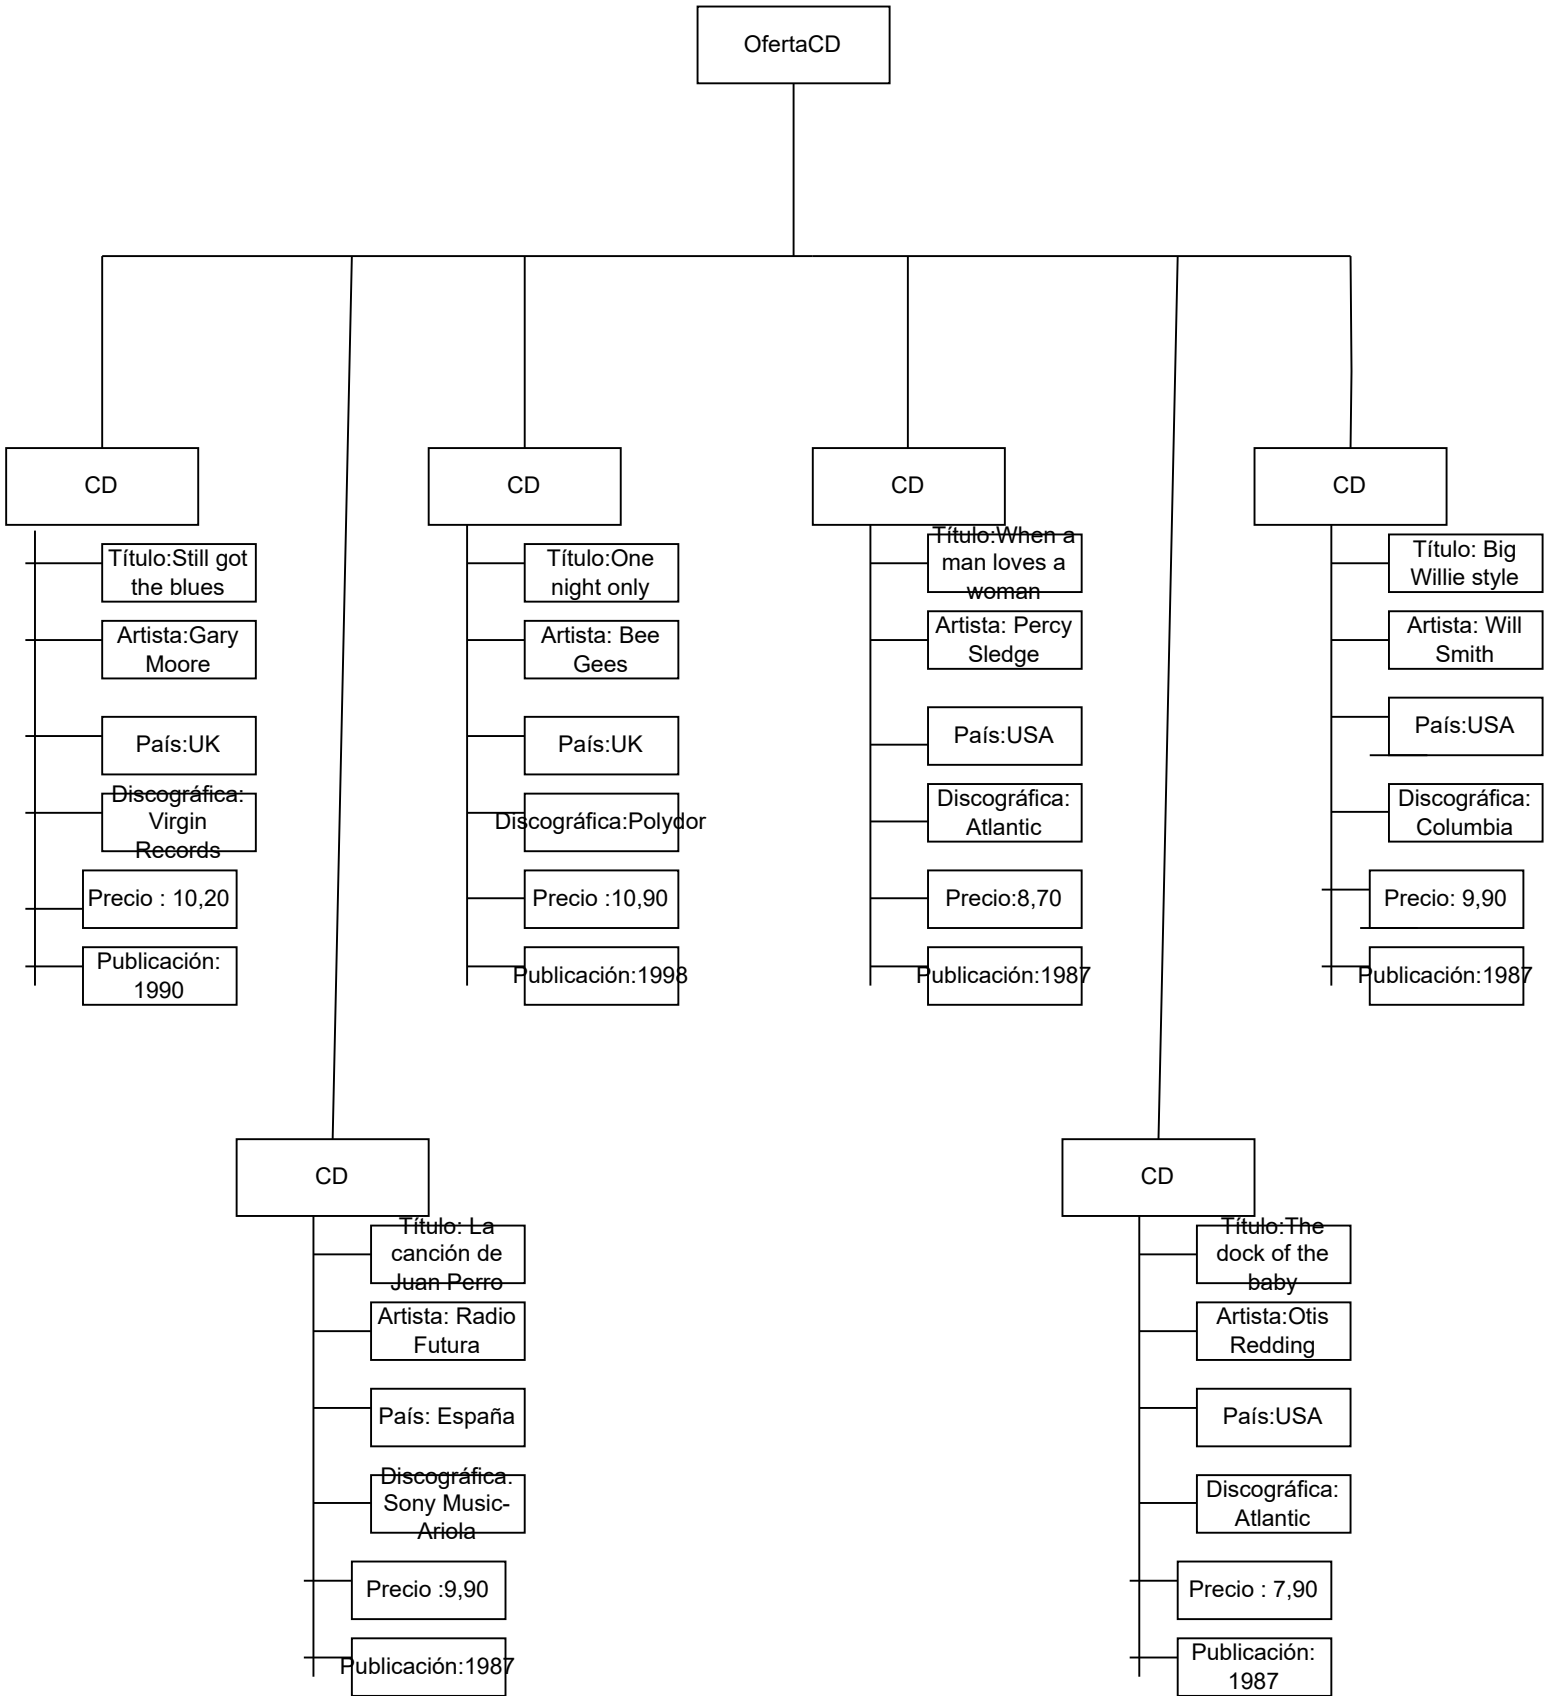 OfertaCD
CD
Título:Still got
the blues
Artista:Gary
Moore
País:UK
Discográfica:
Virgin
Records
Precio : 10,20
Publicación:
1990
CD
Título:One
night only
Artista: Bee
Gees
País:UK
Discográfica:Polydor
Precio :10,90
Publicación:1998
CD
Título:When a
man loves a
woman
Artista: Percy
Sledge
País:USA
Discográfica:
Atlantic
Precio:8,70
Publicación:1987
CD
Título: Big
Willie style
Artista: Will
Smith
País:USA
Discográfica:
Columbia
Precio: 9,90
Publicación:1987
CD
Título: La
canción de
Juan Perro
Artista: Radio
Futura
País: España
Discográfica:
Sony Music-
Ariola
Precio :9,90
Publicación:1987
CD
Título:The
dock of the
baby
Artista:Otis
Redding
País:USA
Discográfica:
Atlantic
Precio : 7,90
Publicación:
1987